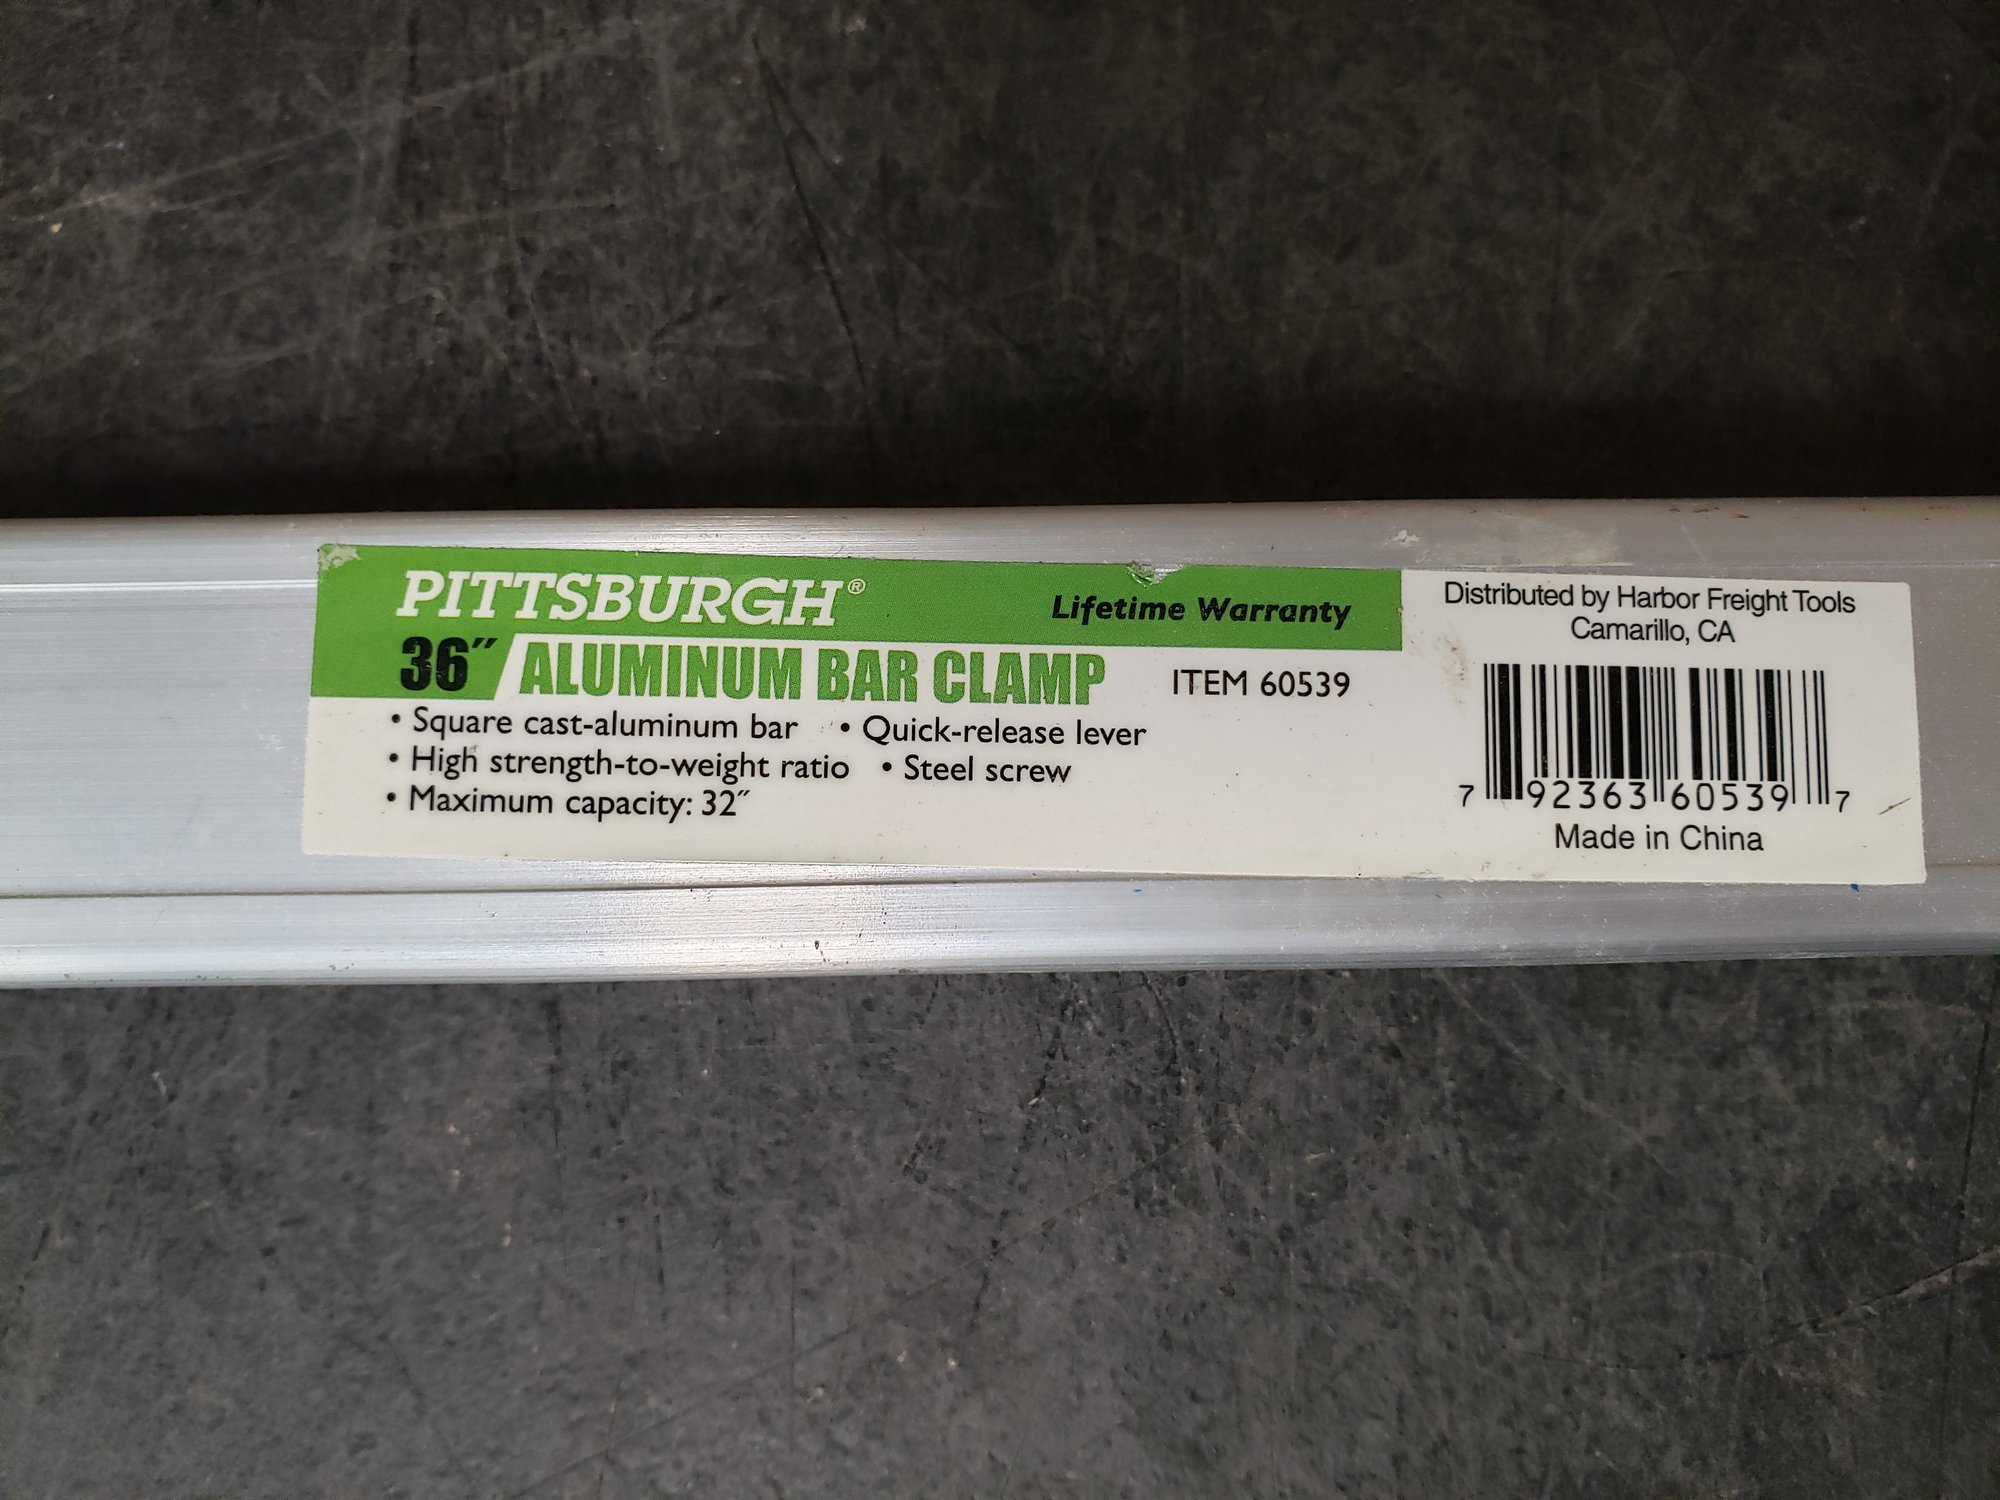 PITTSBURGH®
Lifetime Warranty
36″ ALUMINUM BAR CLAMP
ITEM 60539
• Square cast-aluminum bar • Quick-release lever
• High strength-to-weight ratio • Steel screw
• Maximum capacity: 32″
Distributed by Harbor Freight Tools
Camarillo, CA
7 92363 60539 7
Made in China